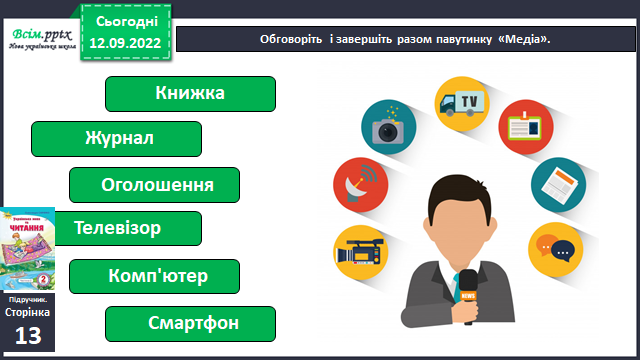 Всім.pptx
Нова українська школа
Сьогодні
12.09.2022
Обговоріть і завершіть разом павутинку «Медіа».
Книжка
Журнал
Оголошення
Телевізор
Комп'ютер
Смартфон
ЧИТАННЯ
2
Підручник.
Сторінка
13
TV
NEWS